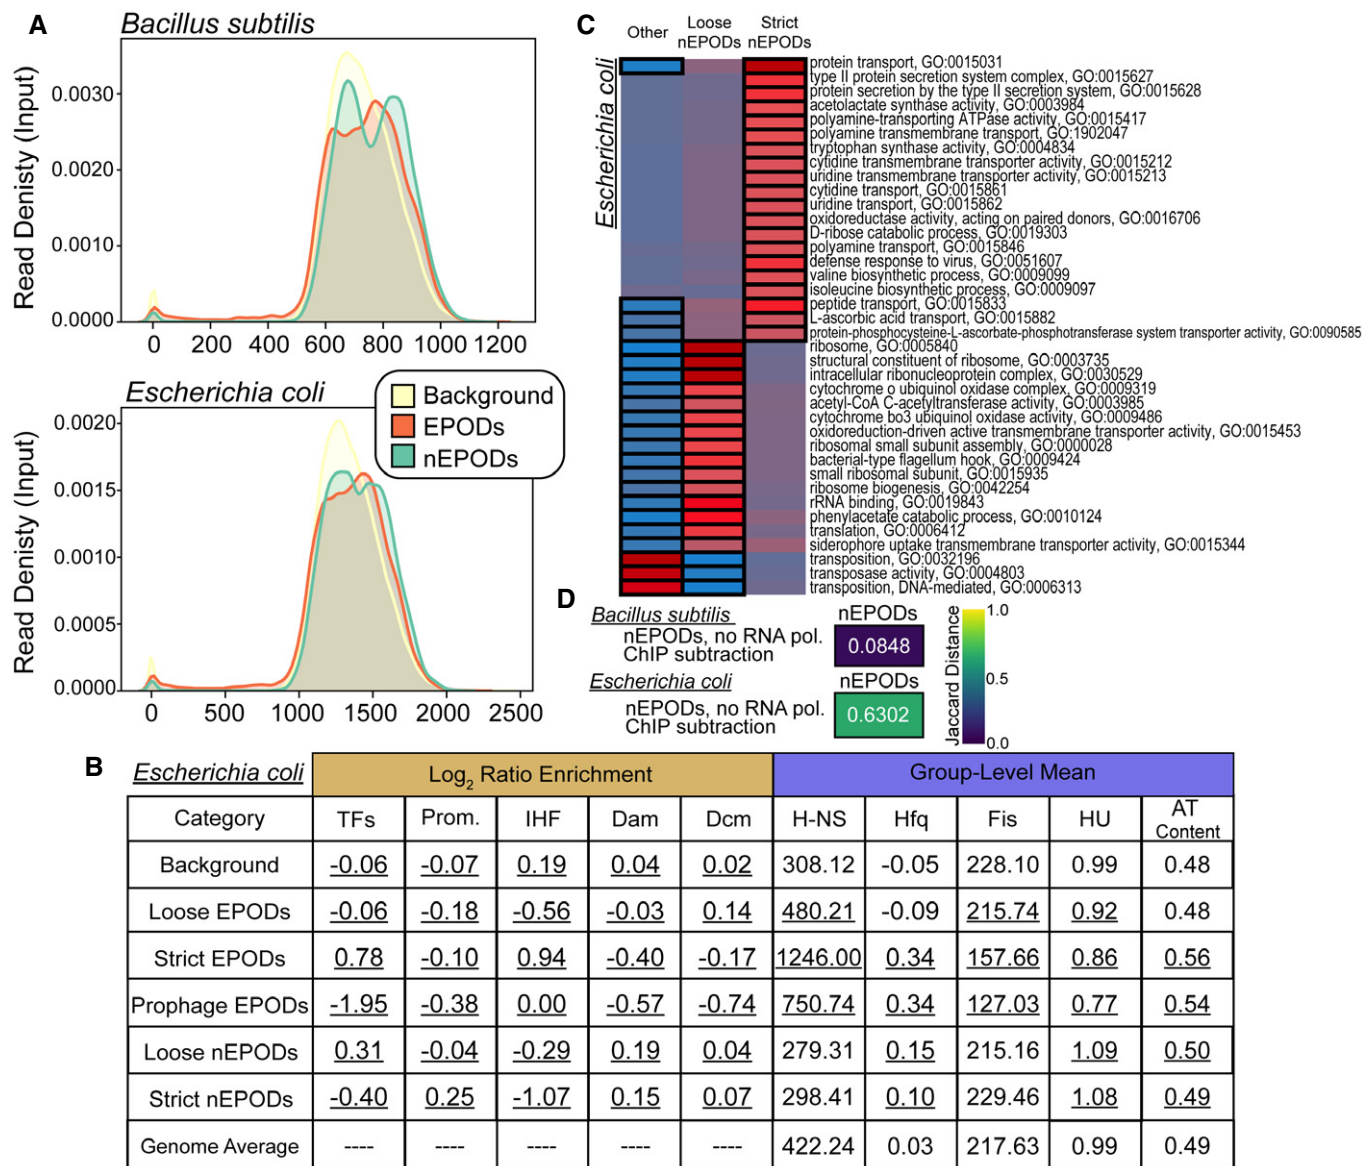 A
Bacillus subtilis
Read Denisty (Input)
0.0030
0.0020
0.0010
0.0000
0 200 400 600 800 1000 1200
Escherichia coli
Background
EPODs
nEPODs
Read Denisty (Input)
0.0020
0.0015
0.0010
0.0005
0.0000
0 500 1000 1500 2000 2500
C
Other
Loose nEPODs
Strict nEPODs
Escherichia coli
protein transport, GO:0015031
type II protein secretion system complex, GO:0015627
protein secretion by the type II secretion system, GO:0015628
acetolactate synthase activity, GO:0003984
polyamine-transporting ATPase activity, GO:0015417
polyamine transmembrane transport, GO:1902047
tryptophan synthase activity, GO:0004834
cytidine transmembrane transporter activity, GO:0015212
uridine transmembrane transporter activity, GO:0015213
cytidine transport, GO:0015861
uridine transport, GO:0015862
oxidoreductase activity, acting on paired donors, GO:0016706
D-ribose catabolic process, GO:0019303
polyamine transport, GO:0015846
defense response to virus, GO:0051607
valine biosynthetic process, GO:0009099
isoleucine biosynthetic process, GO:0009097
peptide transport, GO:0015833
L-ascorbic acid transport, GO:0015882
protein-phosphocysteine-L-ascorbate-phosphotransferase system transporter activity, GO:0090585
ribosome, GO:0005840
structural constituent of ribosome, GO:0003735
intracellular ribonucleoprotein complex, GO:0030529
cytochrome o ubiquinol oxidase complex, GO:0009319
acetyl-CoA C-acetyltransferase activity, GO:0003985
cytochrome bo3 ubiquinol oxidase activity, GO:0009486
oxidoreduction-driven active transmembrane transporter activity, GO:0015453
ribosomal small subunit assembly, GO:0000028
bacterial-type flagellum hook, GO:0009424
small ribosomal subunit, GO:0015935
ribosome biogenesis, GO:0042254
rRNA binding, GO:0019843
phenylacetate catabolic process, GO:0010124
translation, GO:0006412
siderophore uptake transmembrane transporter activity, GO:0015344
transposition, GO:0032196
transposase activity, GO:0004803
transposition, DNA-mediated, GO:0006313
D
Bacillus subtilis
nEPODs
nEPODs, no RNA pol.
ChIP subtraction
0.0848
Escherichia coli
nEPODs
nEPODs, no RNA pol.
ChIP subtraction
0.6302
Jaccard Distance
1.0
0.5
0.0
B
Escherichia coli Log2 Ratio Enrichment Group-Level Mean
Category TFs Prom. IHF Dam Dcm H-NS Hfq Fis HU AT Content
Background -0.06 -0.07 0.19 0.04 0.02 308.12 -0.05 228.10 0.99 0.48
Loose EPODs -0.06 -0.18 -0.56 -0.03 0.14 480.21 -0.09 215.74 0.92 0.48
Strict EPODs 0.78 -0.10 0.94 -0.40 -0.17 1246.00 0.34 157.66 0.86 0.56
Prophage EPODs -1.95 -0.38 0.00 -0.57 -0.74 750.74 0.34 127.03 0.77 0.54
Loose nEPODs 0.31 -0.04 -0.29 0.19 0.04 279.31 0.15 215.16 1.09 0.50
Strict nEPODs -0.40 0.25 -1.07 0.15 0.07 298.41 0.10 229.46 1.08 0.49
Genome Average ---- ---- ---- ---- ---- 422.24 0.03 217.63 0.99 0.49